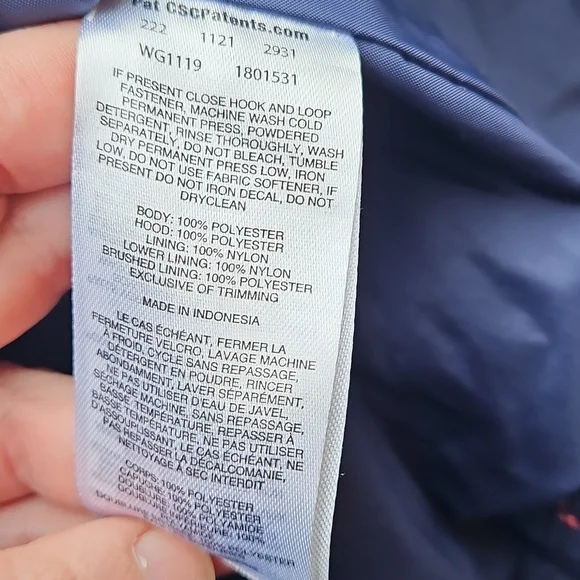 Pat CSCPatents.com
222 1121 2931
WG1119 1801531
IF PRESENT CLOSE HOOK AND LOOP
FASTENER, MACHINE WASH COLD
PERMANENT PRESS, POWDERED
DETERGENT, RINSE THOROUGHLY, WASH
SEPARATELY, DO NOT BLEACH, TUMBLE
DRY PERMANENT PRESS LOW, IRON
LOW, DO NOT USE FABRIC SOFTENER, IF
PRESENT DO NOT IRON DECAL, DO NOT
DRYCLEAN
BODY: 100% POLYESTER
HOOD: 100% POLYESTER
LINING: 100% NYLON
LOWER LINING: 100% NYLON
BRUSHED LINING: 100% POLYESTER
EXCLUSIVE OF TRIMMING
MADE IN INDONESIA
LE CAS ÉCHÉANT, FERMER LA
FERMETURE VELCRO, LAVAGE MACHINE
À FROID, CYCLE SANS REPASSAGE,
DÉTERGENT EN POUDRE, RINCER
ABONDAMMENT, LAVER SÉPARÉMENT,
NE PAS UTILISER D'EAU DE JAVEL,
SÉCHAGE MACHINE, SANS REPASSAGE,
BASSE TEMPÉRATURE, REPASSER À
BASSE TEMPÉRATURE, NE PAS UTILISER
D'ASSOUPLISSANT, LE CAS ÉCHÉANT, NE
PAS REPASSER LA DÉCALCOMANIE,
NETTOYAGE À SEC INTERDIT
CORPS: 100% POLYESTER
CAPUCHE: 100% POLYESTER
DOUBLURE: 100% POLYAMIDE
DOUBLURE 100%
POLYESTER